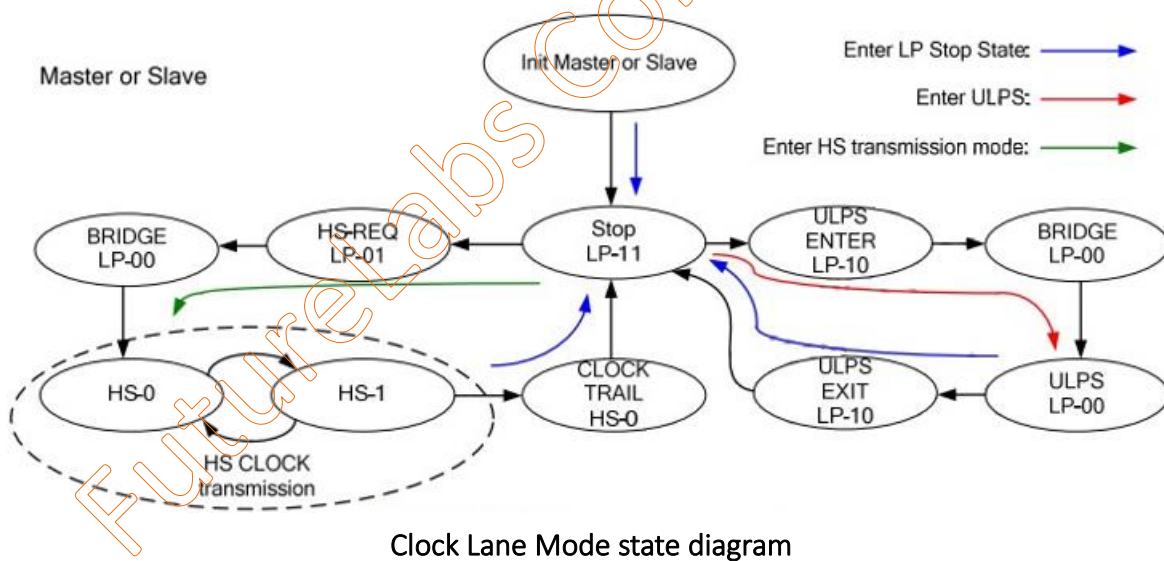 Init Master or Slave
Master or Slave
Enter LP Stop State:
Enter ULPS:
Enter HS transmission mode:
BRIDGE
LP-00
HS-REQ
LP-01
Stop
LP-11
ULPS
ENTER
LP-10
BRIDGE
LP-00
HS-0
HS-1
CLOCK
TRAIL
HS-0
ULPS
EXIT
LP-10
ULPS
LP-00
HS CLOCK
transmission
FutureLabs Co
Clock Lane Mode state diagram